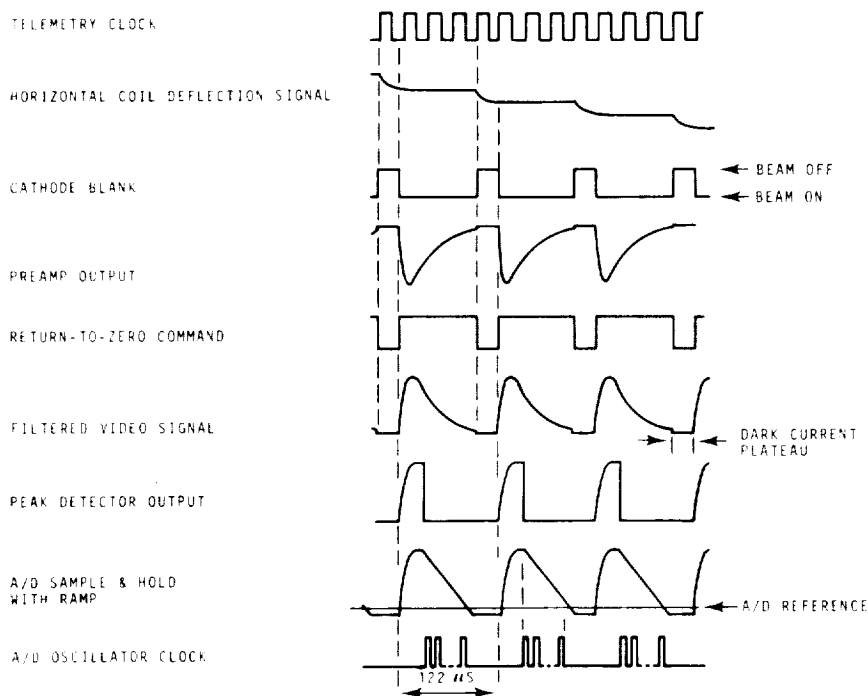 TELEMETRY CLOCK
HORIZONTAL COIL DEFLECTION SIGNAL
BEAM OFF
CATHODE BLANK
BEAM ON
PREAMP OUTPUT
RETURN-TO-ZERO COMMAND
FILTERED VIDEO SIGNAL
DARK CURRENT
PLATEAU
PEAK DETECTOR OUTPUT
A/D SAMPLE & HOLD
WITH RAMP
A/D REFERENCE
A/D OSCILLATOR CLOCK
122 µS